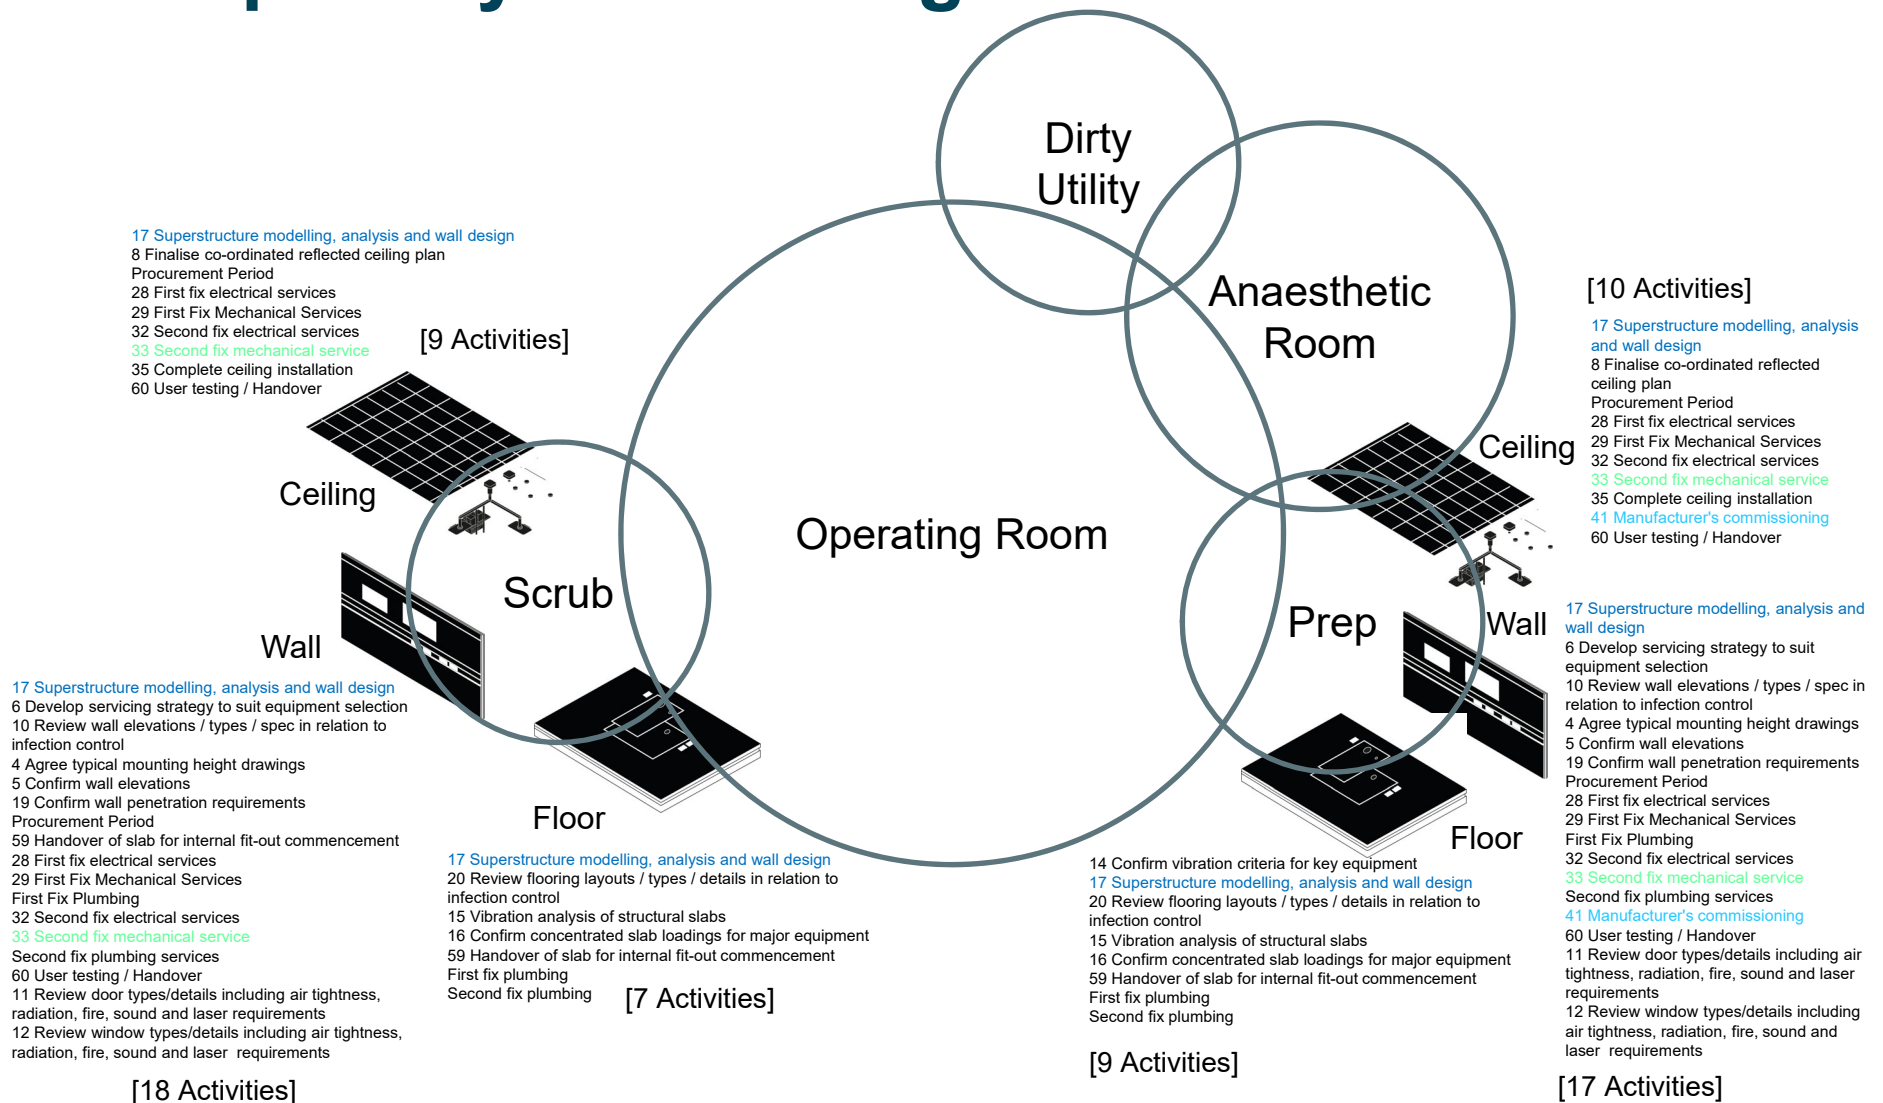 Dirty
Utility
Anaesthetic
Room
Operating Room
Scrub
Prep
17 Superstructure modelling, analysis and wall design
8 Finalise co-ordinated reflected ceiling plan
Procurement Period
28 First fix electrical services
29 First Fix Mechanical Services
32 Second fix electrical services
33 Second fix mechanical service
35 Complete ceiling installation
60 User testing / Handover
[9 Activities]
Ceiling
Wall
17 Superstructure modelling, analysis and wall design
6 Develop servicing strategy to suit equipment selection
10 Review wall elevations / types / spec in relation to
infection control
4 Agree typical mounting height drawings
5 Confirm wall elevations
19 Confirm wall penetration requirements
Procurement Period
59 Handover of slab for internal fit-out commencement
28 First fix electrical services
29 First Fix Mechanical Services
First Fix Plumbing
32 Second fix electrical services
33 Second fix mechanical service
Second fix plumbing services
60 User testing / Handover
11 Review door types/details including air tightness,
radiation, fire, sound and laser requirements
12 Review window types/details including air tightness,
radiation, fire, sound and laser  requirements
[18 Activities]
Floor
17 Superstructure modelling, analysis and wall design
20 Review flooring layouts / types / details in relation to
infection control
15 Vibration analysis of structural slabs
16 Confirm concentrated slab loadings for major equipment
59 Handover of slab for internal fit-out commencement
First fix plumbing
Second fix plumbing
[7 Activities]
[10 Activities]
17 Superstructure modelling, analysis
and wall design
8 Finalise co-ordinated reflected
ceiling plan
Procurement Period
28 First fix electrical services
29 First Fix Mechanical Services
32 Second fix electrical services
33 Second fix mechanical service
35 Complete ceiling installation
41 Manufacturer's commissioning
60 User testing / Handover
Ceiling
Wall
17 Superstructure modelling, analysis and
wall design
6 Develop servicing strategy to suit
equipment selection
10 Review wall elevations / types / spec in
relation to infection control
4 Agree typical mounting height drawings
5 Confirm wall elevations
19 Confirm wall penetration requirements
Procurement Period
28 First fix electrical services
29 First Fix Mechanical Services
First Fix Plumbing
32 Second fix electrical services
33 Second fix mechanical service
Second fix plumbing services
41 Manufacturer's commissioning
60 User testing / Handover
11 Review door types/details including air
tightness, radiation, fire, sound and laser
requirements
12 Review window types/details including
air tightness, radiation, fire, sound and
laser  requirements
[17 Activities]
Floor
14 Confirm vibration criteria for key equipment
17 Superstructure modelling, analysis and wall design
20 Review flooring layouts / types / details in relation to
infection control
15 Vibration analysis of structural slabs
16 Confirm concentrated slab loadings for major equipment
59 Handover of slab for internal fit-out commencement
First fix plumbing
Second fix plumbing
[9 Activities]